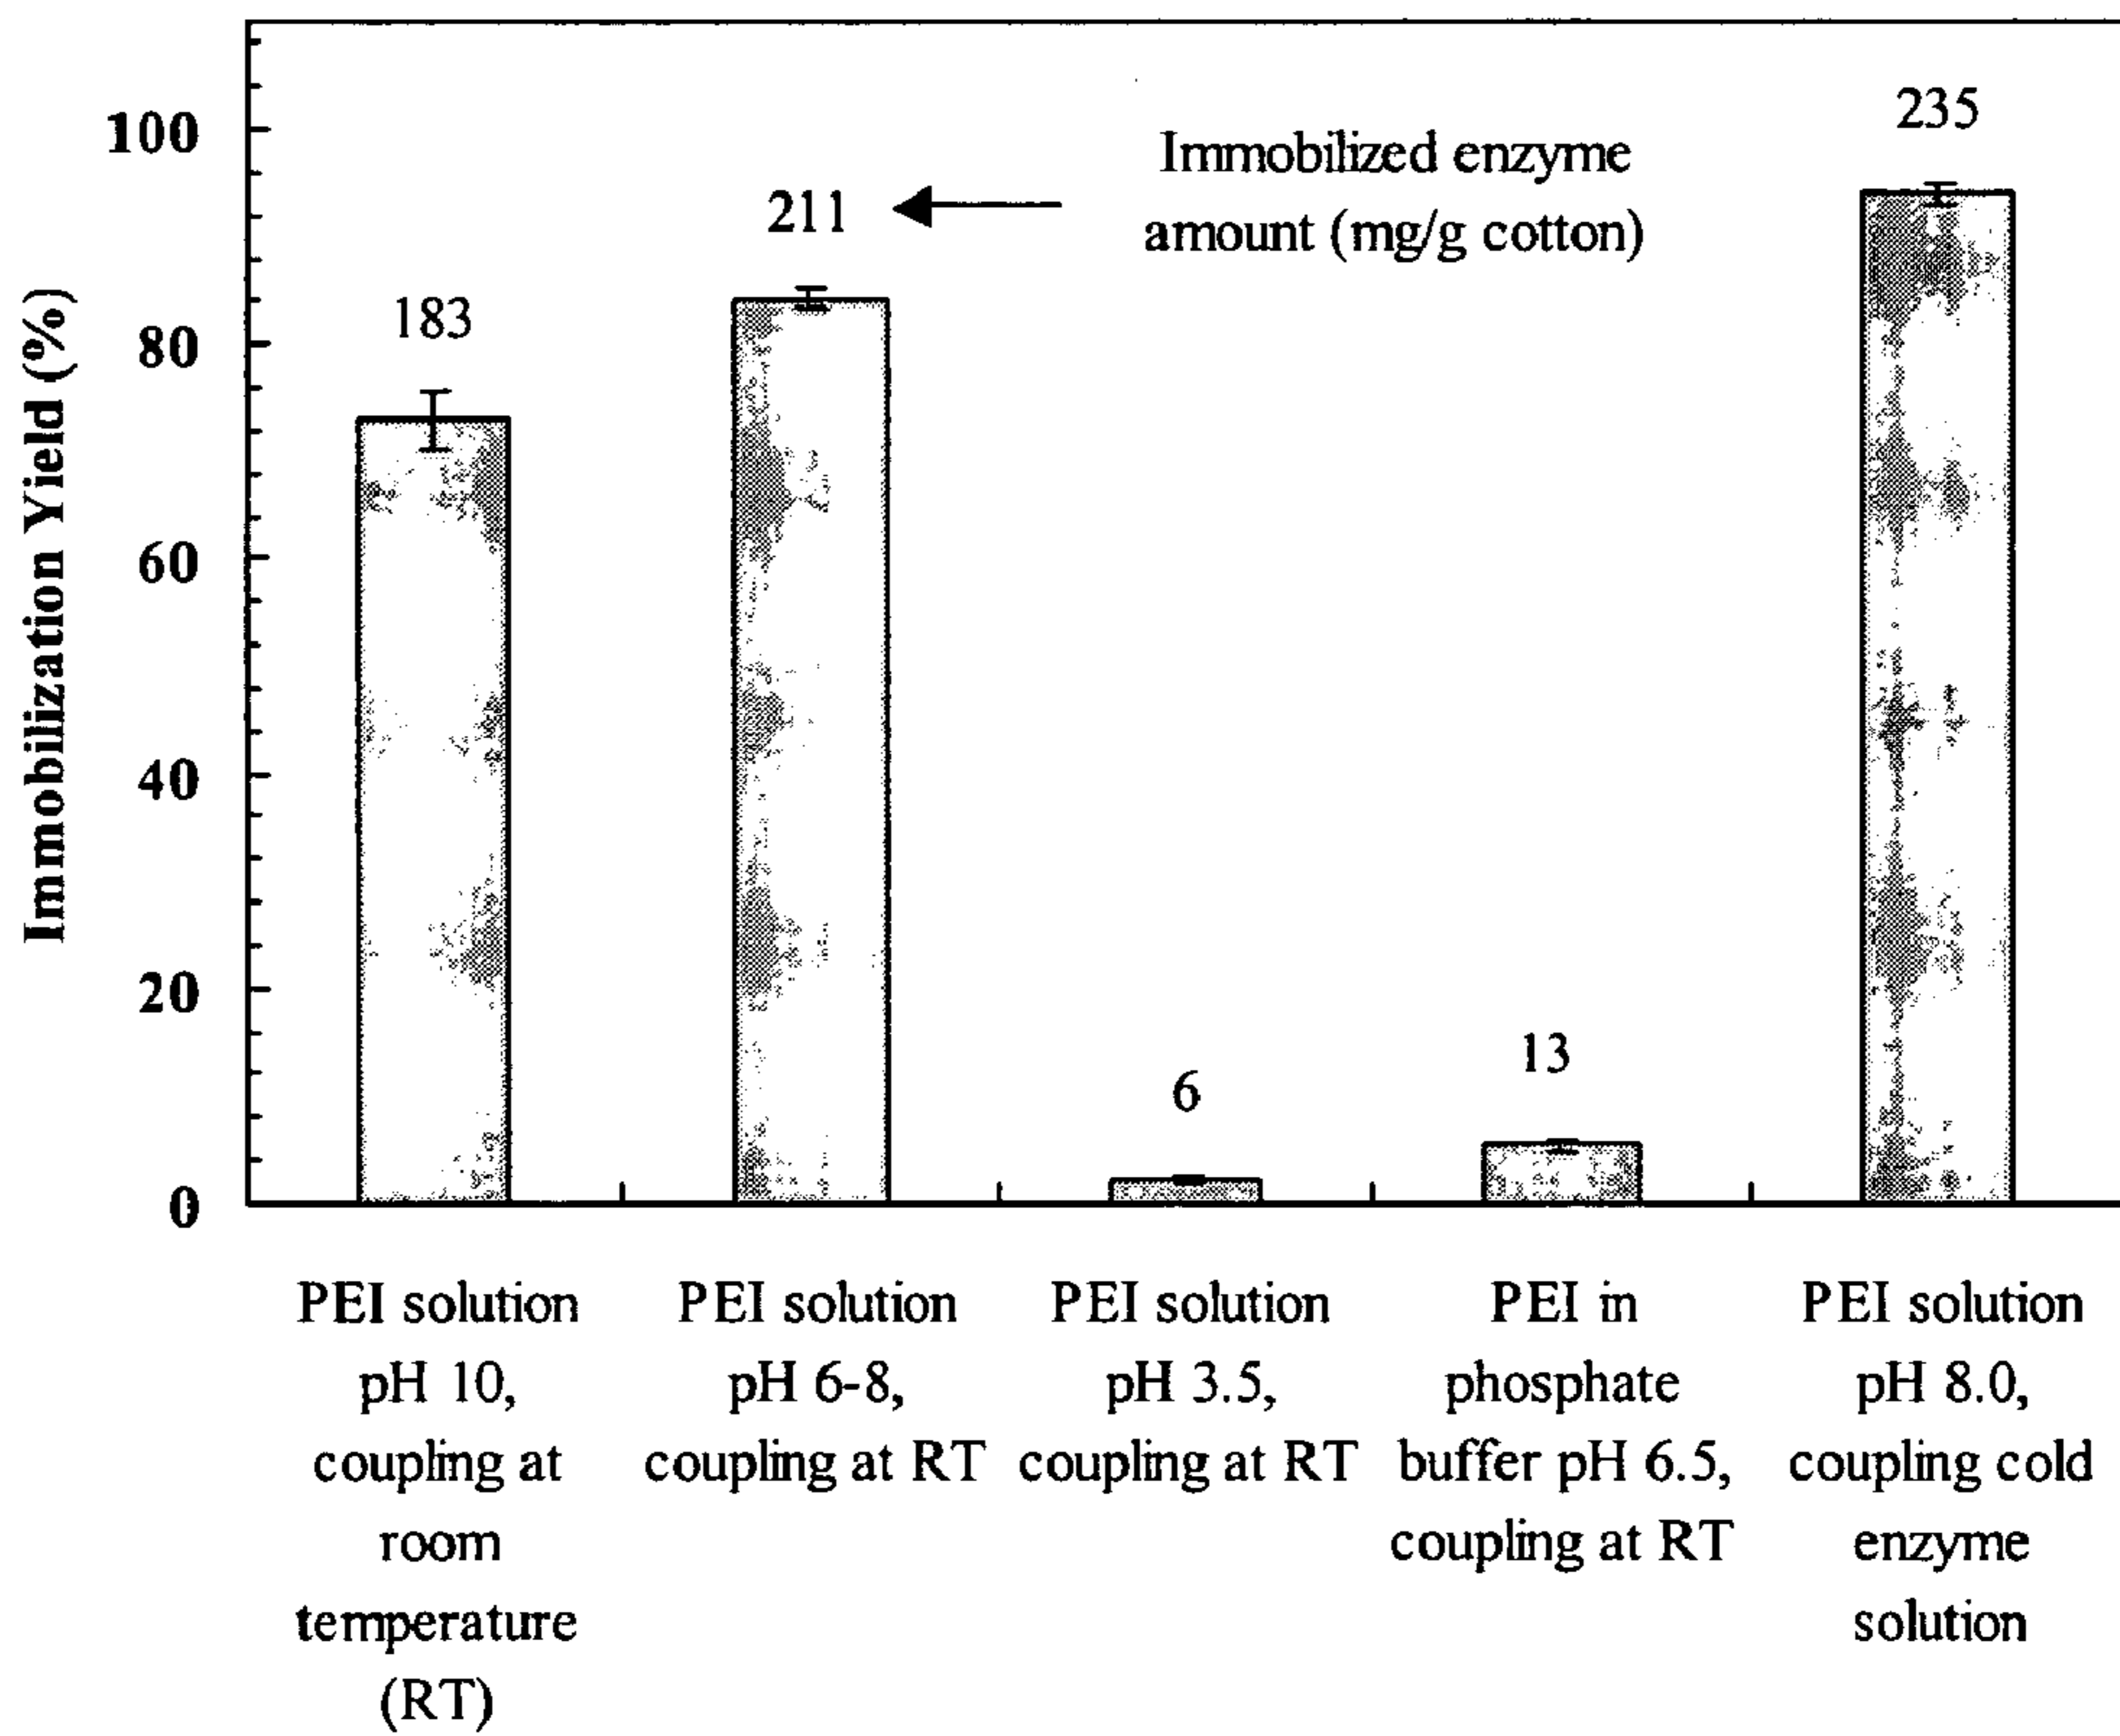 Immobilization Yield (%)
100
80
60
40
20
0
183
211
Immobilized enzyme
amount (mg/g cotton)
6
13
235
PEI solution
pH 10,
coupling at
room
temperature
(RT)
PEI solution
pH 6-8,
coupling at RT
PEI solution
pH 3.5,
coupling at RT
PEI in
phosphate
buffer pH 6.5,
coupling at RT
PEI solution
pH 8.0,
coupling cold
enzyme
solution